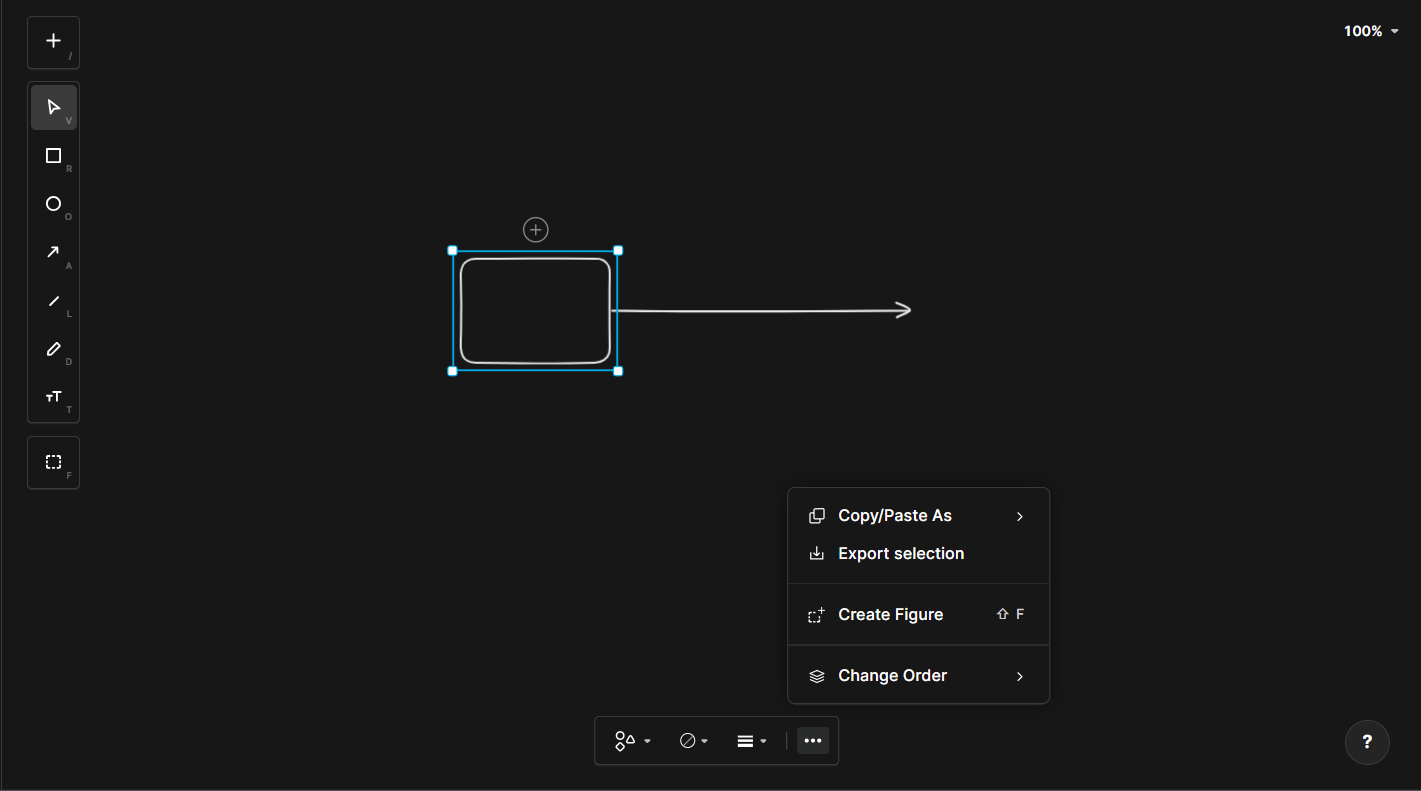 /
100%
V
R
O
A
L
D
T
F
Copy/Paste As
Export selection
Create Figure ⇧ F
Change Order
?